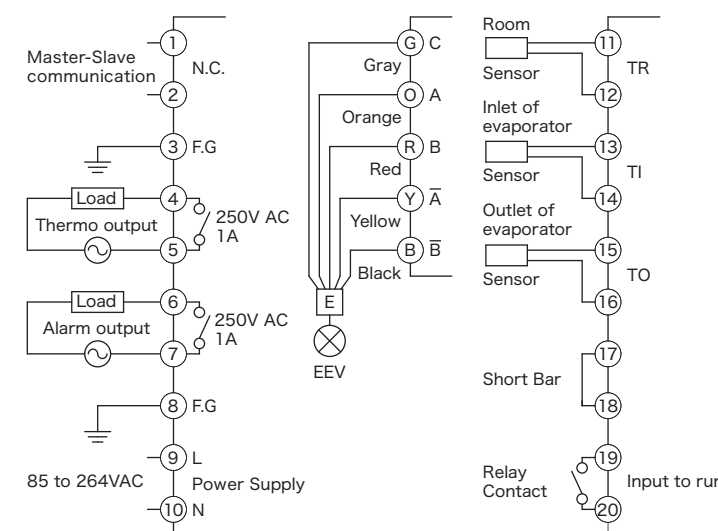 Master-Slave
communication
1
N.C.
2
3 F.G
Load
4
Thermo output
250V AC
1A
5
Load
6
Alarm output
250V AC
1A
7
8 F.G
85 to 264VAC
9 L
Power Supply
10 N
G C
Gray
O A
Orange
R B
Red
Y A̅
Yellow
B B̅
Black
E
EEV
Room
Sensor
11
TR
12
Inlet of
evaporator
Sensor
13
TI
14
Outlet of
evaporator
Sensor
15
TO
16
Short Bar
17
18
Relay
Contact
19
Input to run
20